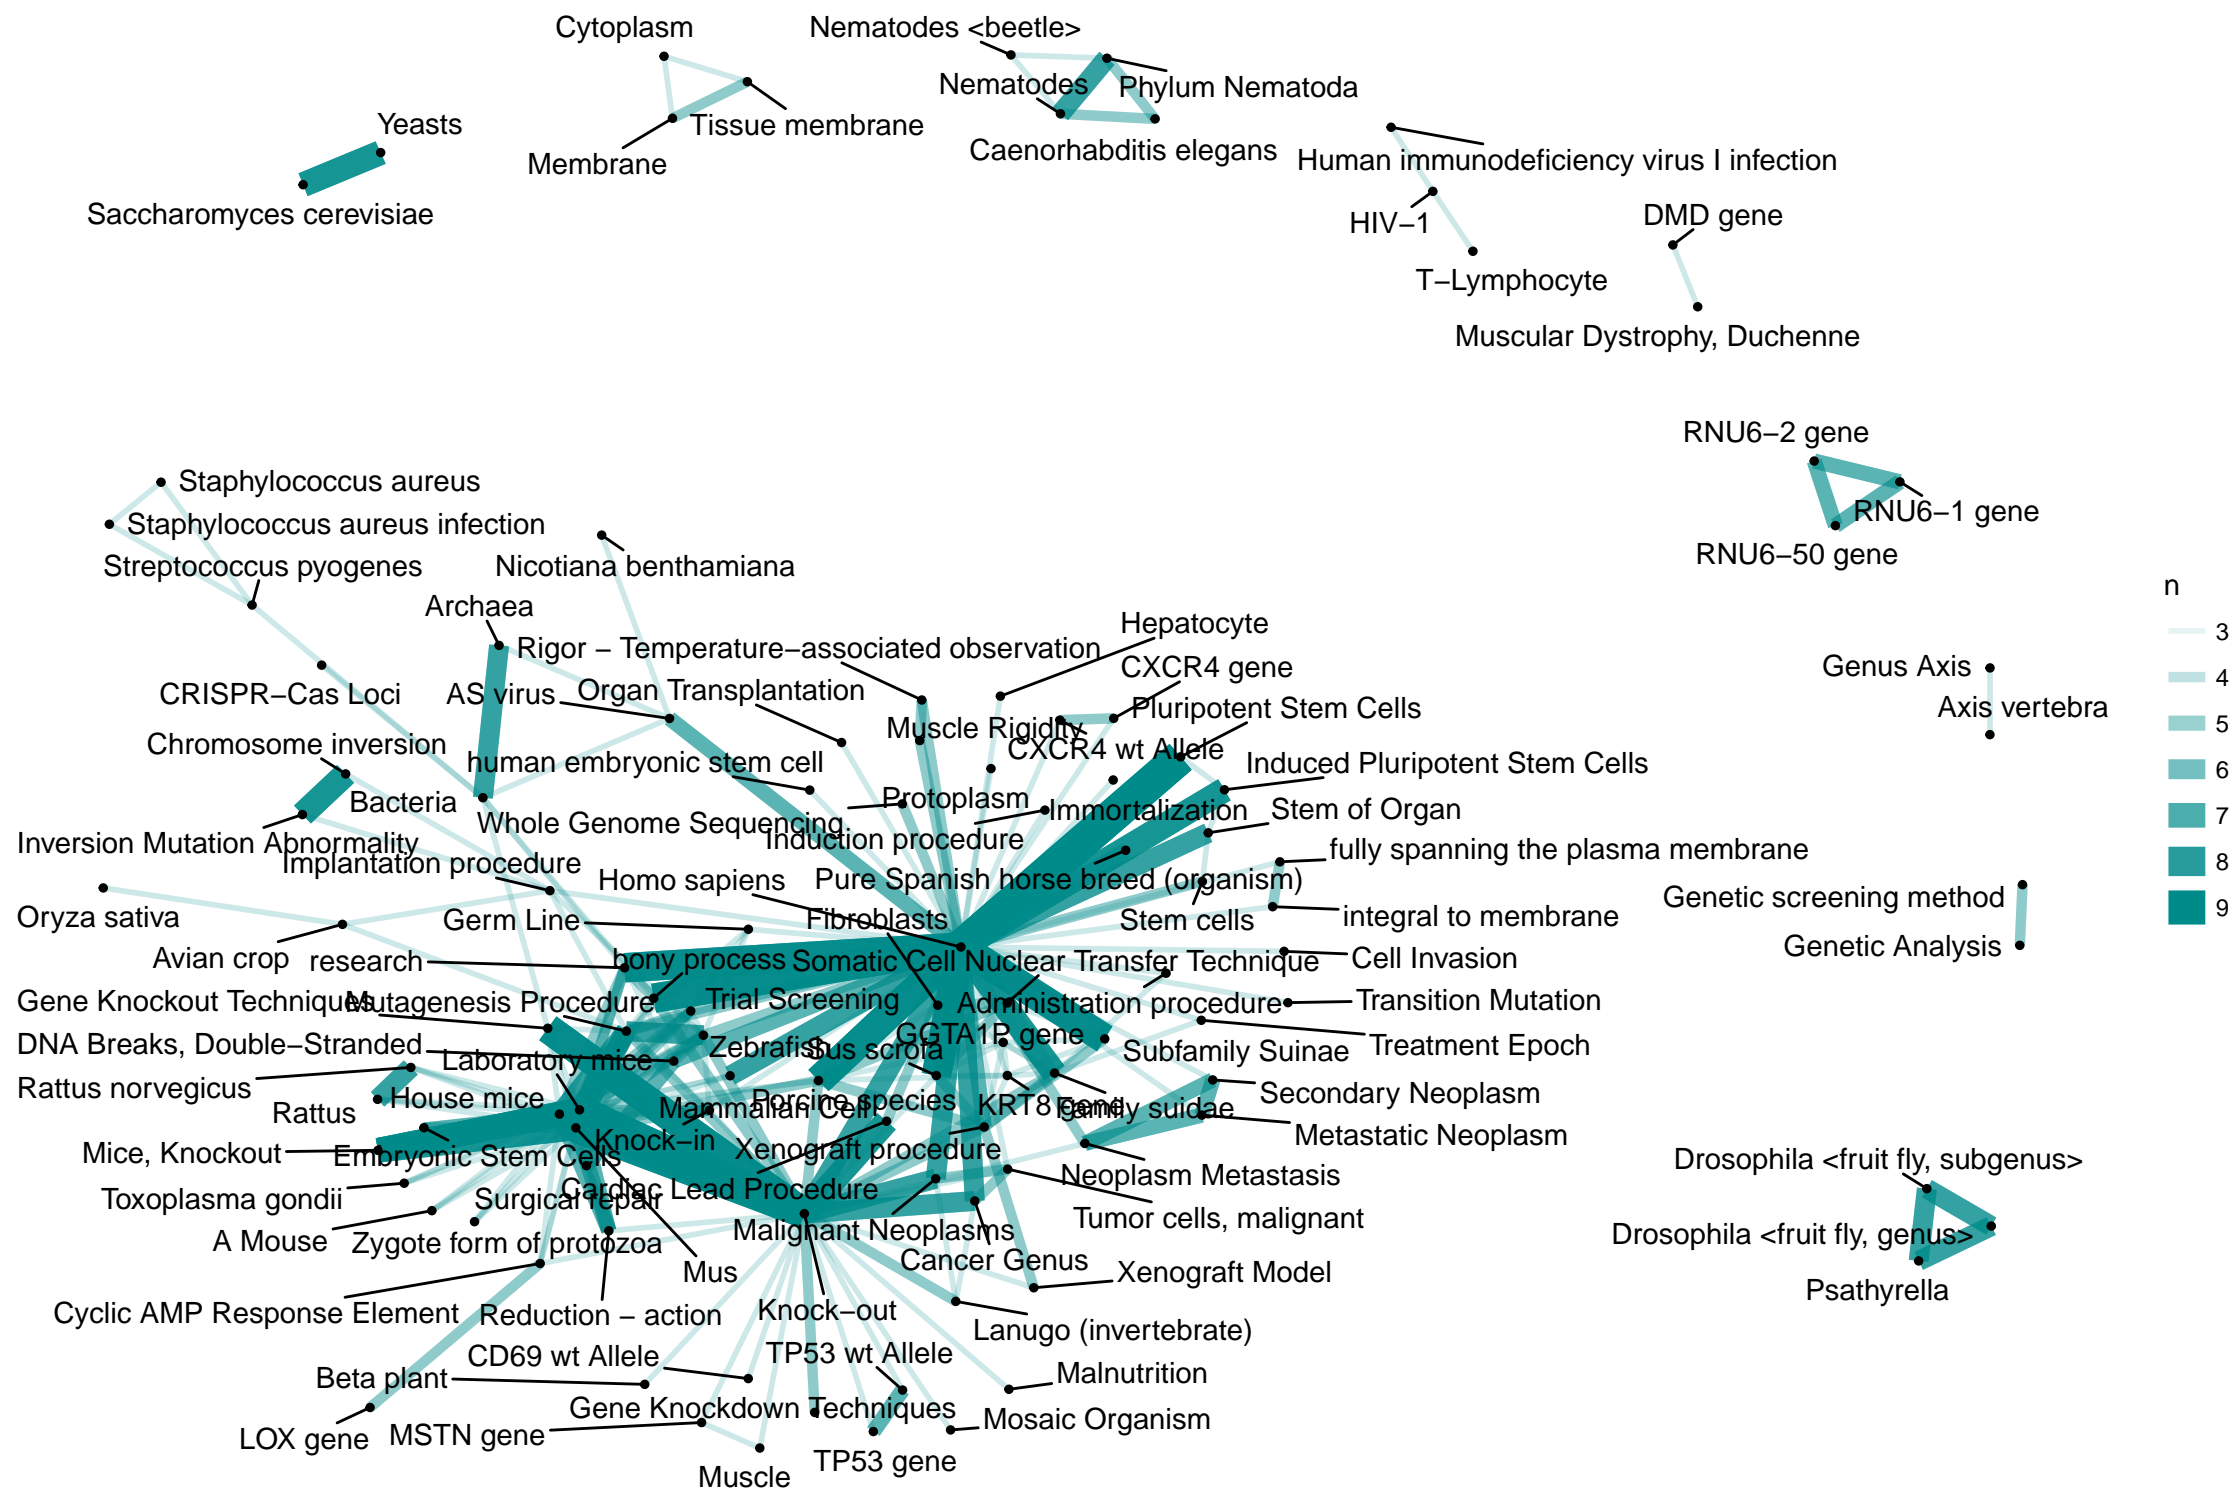 Cytoplasm
Nematodes <beetle>
Nematodes
Phylum Nematoda
Yeasts
Tissue membrane
Membrane
Caenorhabditis elegans
Human immunodeficiency virus I infection
Saccharomyces cerevisiae
HIV−1
DMD gene
T−Lymphocyte
Muscular Dystrophy, Duchenne
RNU6−2 gene
RNU6−1 gene
RNU6−50 gene
Staphylococcus aureus
Staphylococcus aureus infection
Streptococcus pyogenes
Nicotiana benthamiana
Archaea
Rigor − Temperature−associated observation
Hepatocyte
CXCR4 gene
CRISPR−Cas Loci
AS virus
Organ Transplantation
Muscle Rigidity
Pluripotent Stem Cells
Chromosome inversion
human embryonic stem cell
CXCR4 wt Allele
Induced Pluripotent Stem Cells
Bacteria
Protoplasm
Immortalization
Stem of Organ
Inversion Mutation Abnormality
Whole Genome Sequencing
Induction procedure
fully spanning the plasma membrane
Implantation procedure
Homo sapiens
Pure Spanish horse breed (organism)
Oryza sativa
Germ Line
Fibroblasts
Stem cells
integral to membrane
Avian crop
research
bony process
Somatic Cell Nuclear Transfer Technique
Cell Invasion
Gene Knockout Techniques
Mutagenesis Procedure
Trial Screening
Administration procedure
Transition Mutation
DNA Breaks, Double−Stranded
Laboratory mice
Zebrafish
Sus scrofa
GGTA1P gene
Subfamily Suinae
Treatment Epoch
Rattus norvegicus
Rattus
House mice
Mammalian Cell
Porcine species
KRT8 gene
Family suidae
Secondary Neoplasm
Metastatic Neoplasm
Mice, Knockout
Embryonic Stem Cells
Knock−in
Xenograft procedure
Neoplasm Metastasis
Toxoplasma gondii
Surgical repair
Cardiac Lead Procedure
Malignant Neoplasms
Tumor cells, malignant
A Mouse
Zygote form of protozoa
Mus
Cancer Genus
Xenograft Model
Cyclic AMP Response Element
Reduction − action
Knock−out
Lanugo (invertebrate)
CD69 wt Allele
TP53 wt Allele
Malnutrition
Beta plant
Gene Knockdown Techniques
Mosaic Organism
LOX gene
MSTN gene
Muscle
TP53 gene
Genus Axis
Axis vertebra
Genetic screening method
Genetic Analysis
Drosophila <fruit fly, subgenus>
Drosophila <fruit fly, genus>
Psathyrella
n
3
4
5
6
7
8
9